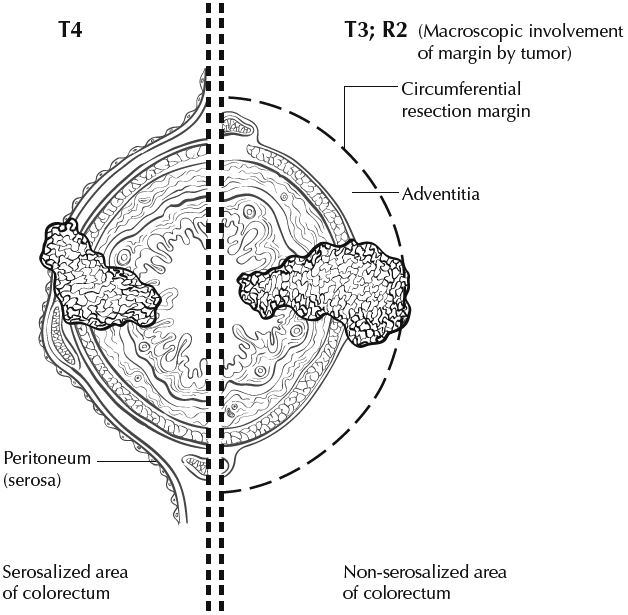 T4
T3; R2 (Macroscopic involvement
of margin by tumor)
Circumferential
resection margin
Adventitia
Peritoneum
(serosa)
Serosalized area
of colorectum
Non-serosalized area
of colorectum